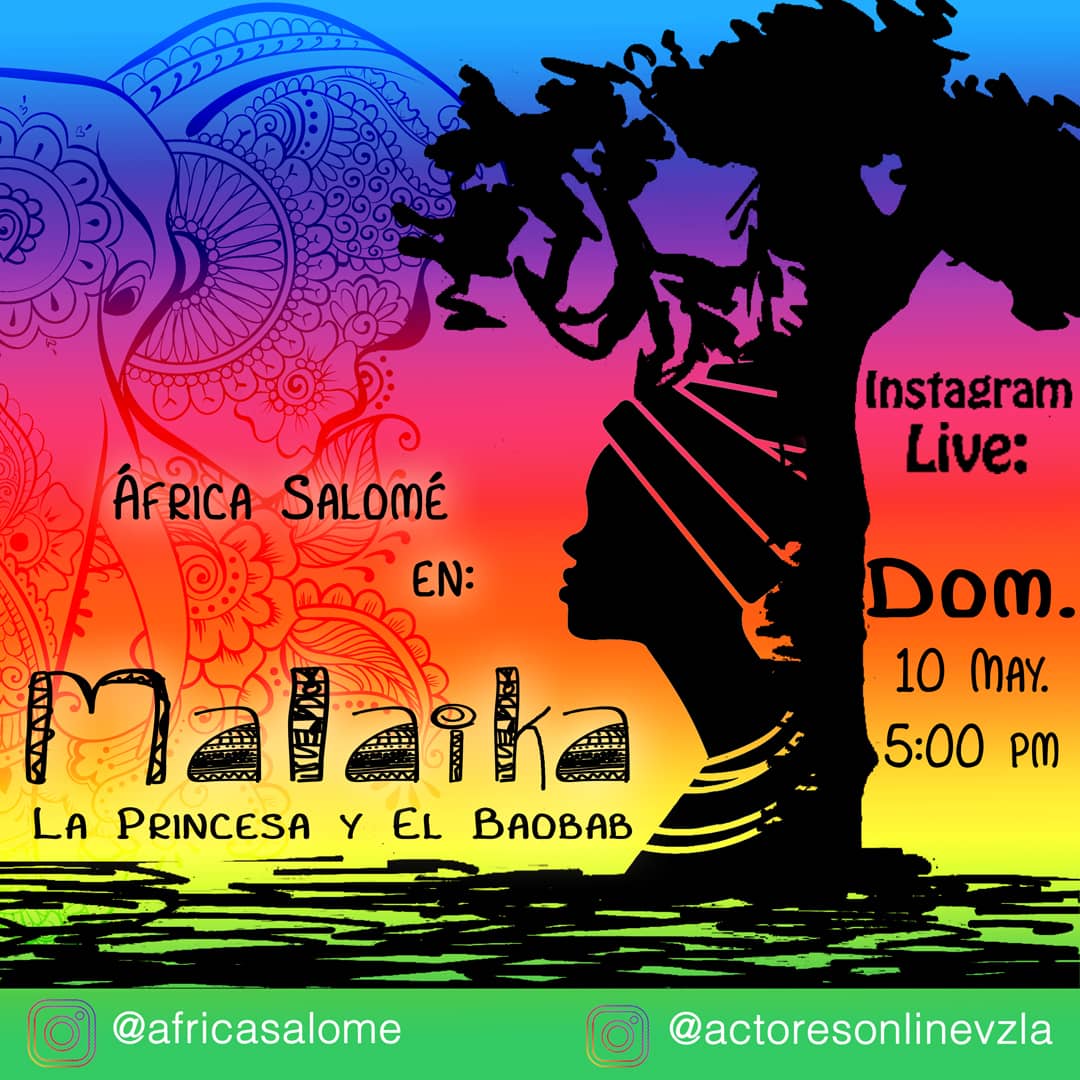 África Salomé
en:
Malaika
La Princesa y El Baobab
Instagram
Live:
Dom.
10 May.
5:00 pm
@africasalome
@actoresonlinevzla